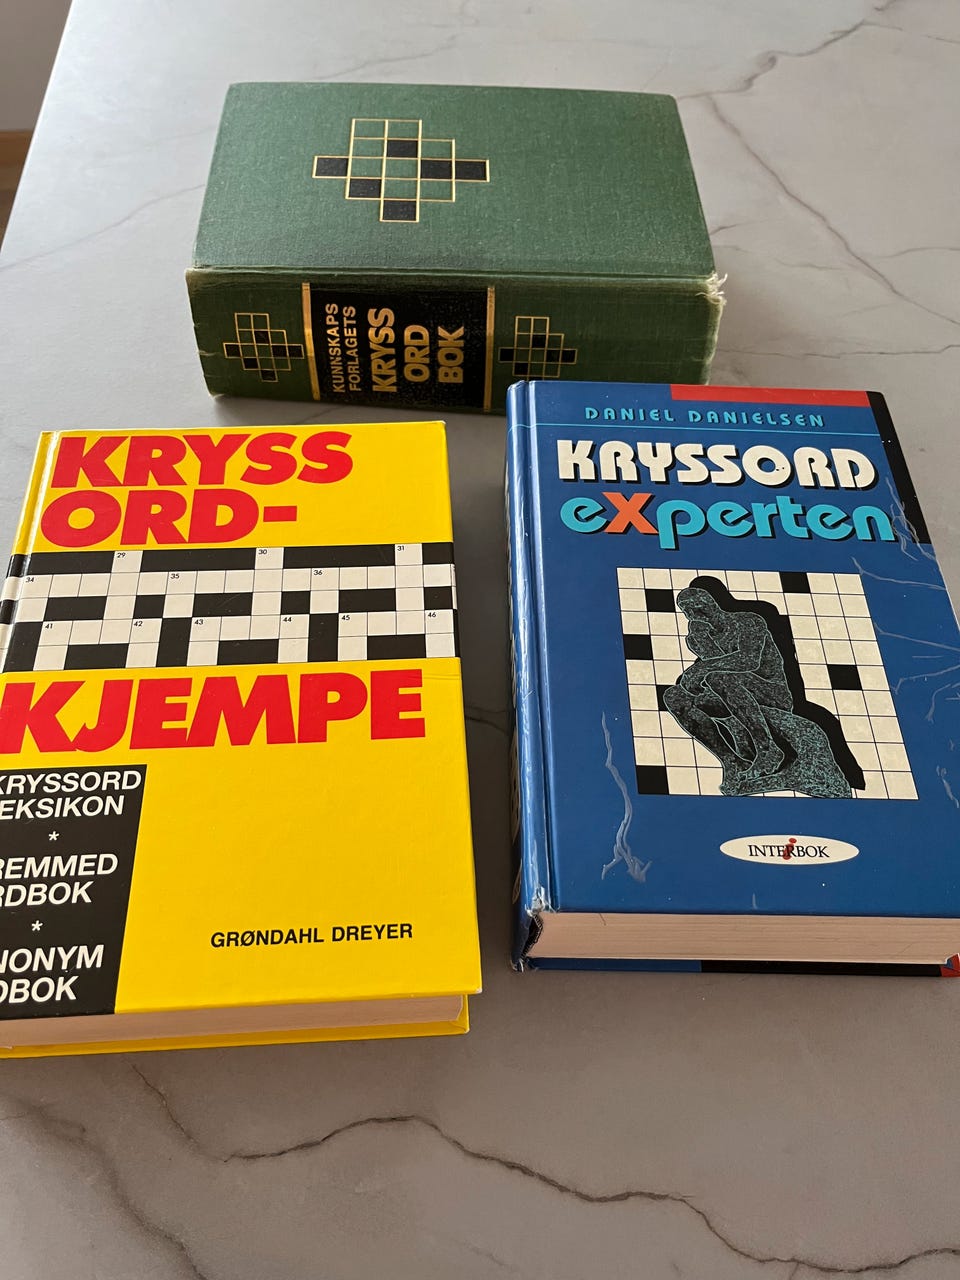 KUNNSKAPS
FORLAGETS
KRYSS
ORD
BOK
KRYSS
ORD-
29 30 31
34 35 36
41 42 43 44 45 46
KJEMPE
KRYSSORD
EKSIKON
*
REMMED
RDBOK
*
NONYM
DBOK
GRØNDAHL DREYER
DANIEL DANIELSEN
KRYSSORD
eXperten
INTERBOK